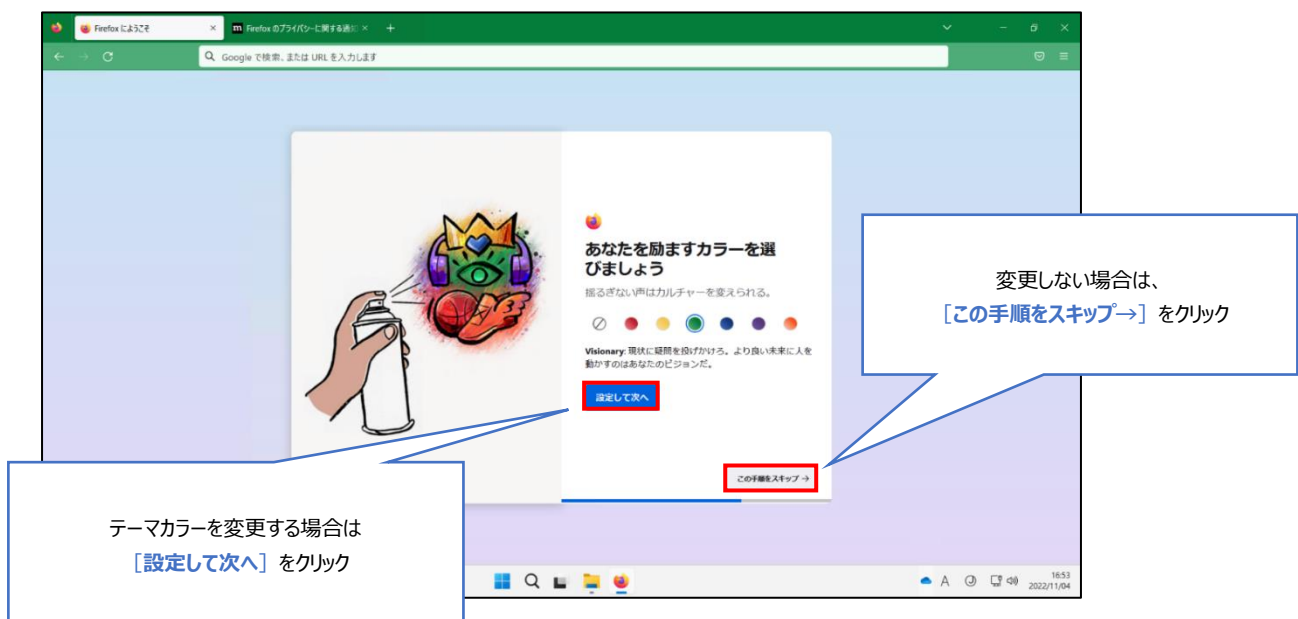 Firefox にようこそ
Firefox のプライバシーに関する通知
Google で検索、または URL を入力します
あなたを励ますカラーを選
びましょう
揺るぎない声はカルチャーを変えられる。
Visionary: 現状に疑問を投げかけろ。より良い未来に人を
動かすのはあなたのビジョンだ。
設定して次へ
この手順をスキップ →
変更しない場合は、
[この手順をスキップ→] をクリック
テーマカラーを変更する場合は
[設定して次へ] をクリック
A
16:53
2022/11/04